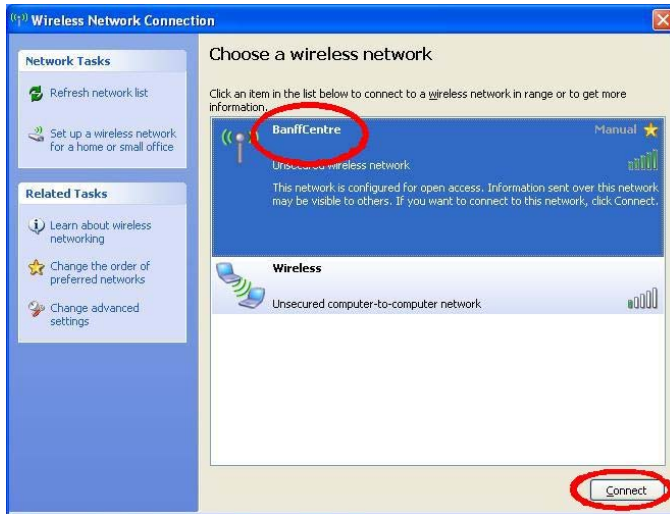 Wireless Network Connection
Network Tasks
Refresh network list
Set up a wireless network
for a home or small office
Related Tasks
Learn about wireless
networking
Change the order of
preferred networks
Change advanced
settings
Choose a wireless network
Click an item in the list below to connect to a wireless network in range or to get more
information.
BanffCentre
Manual
Unsecured wireless network
This network is configured for open access. Information sent over this network
may be visible to others. If you want to connect to this network, click Connect.
Wireless
Unsecured computer-to-computer network
Connect